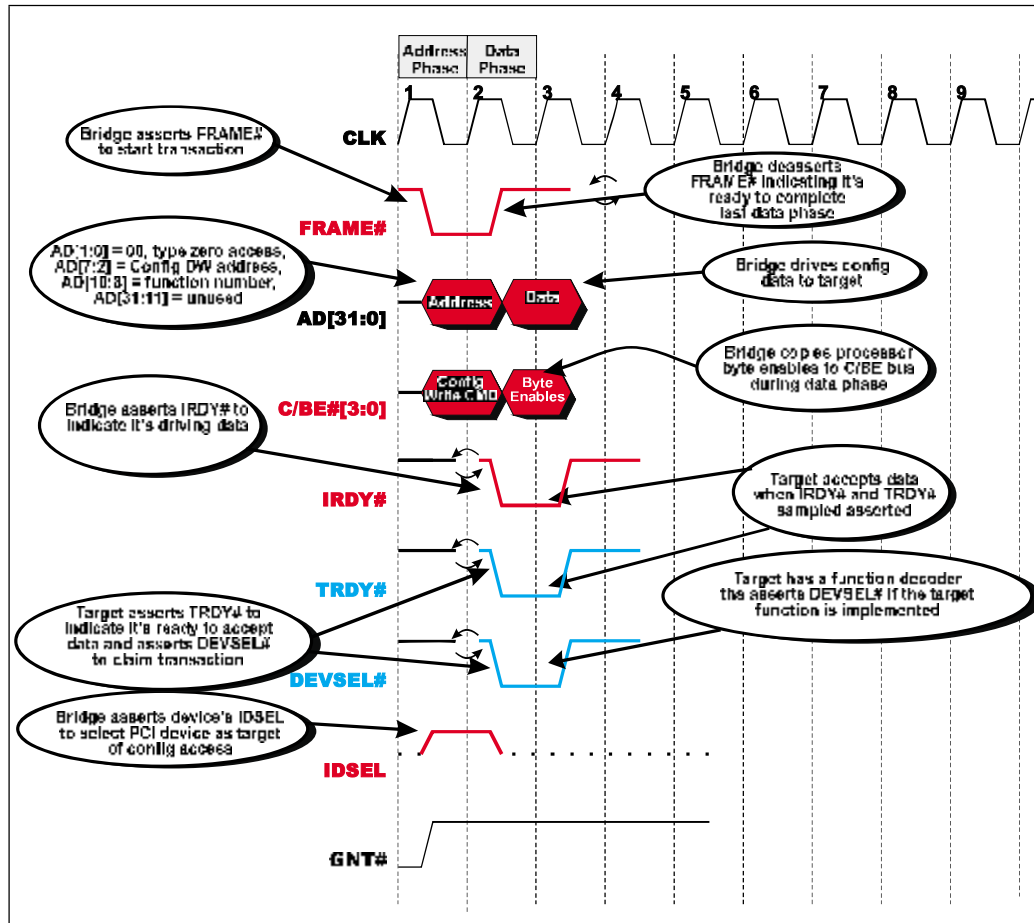 Address Phase
Data Phase
1 2 3 4 5 6 7 8 9
CLK
Bridge asserts FRAME#
to start transaction
Bridge deasserts
FRAME# indicating it's
ready to complete
last data phase
FRAME#
AD[1:0] = 00, type zero access,
AD[7:2] = Config DW address,
AD[10:8] = function number,
AD[31:11] = unused
Bridge drives config
data to target
Address
Data
AD[31:0]
Bridge copies processor
byte enables to C/BE bus
during data phase
Config
Write CMD
Byte
Enables
C/BE#[3:0]
Bridge asserts IRDY# to
indicate it's driving data
IRDY#
Target accepts data
when IRDY# and TRDY#
sampled asserted
TRDY#
Target has a function decoder
tha asserts DEVSEL# if the target
function is implemented
Target asserts TRDY# to
indicate it's ready to accept
data and asserts DEVSEL#
to claim transaction
DEVSEL#
Bridge asserts device's IDSEL
to select PCI device as target
of config access
IDSEL
GNT#